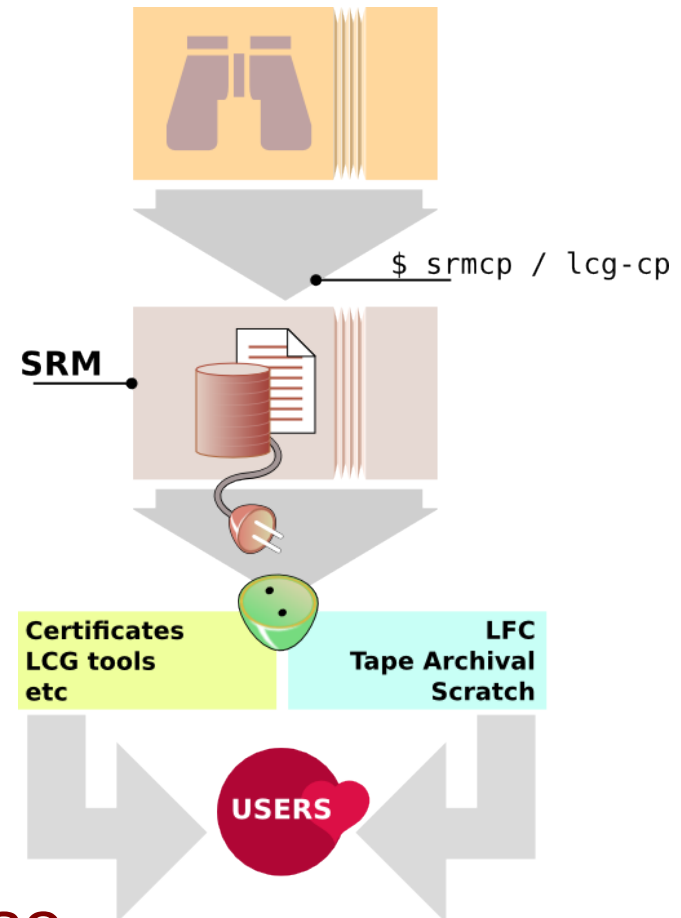 $ srmcp / lcg-cp
SRM
Certificates
LCG tools
etc
LFC
Tape Archival
Scratch
USERS